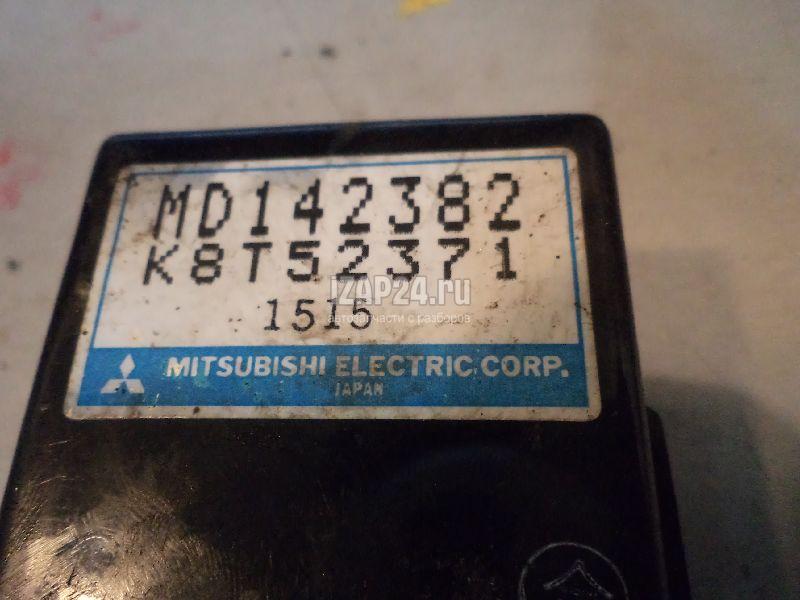 MD142382
K8T52371
iZAP24.ru
автозапчасти с разборов
1515
MITSUBISHI ELECTRIC CORP.
JAPAN